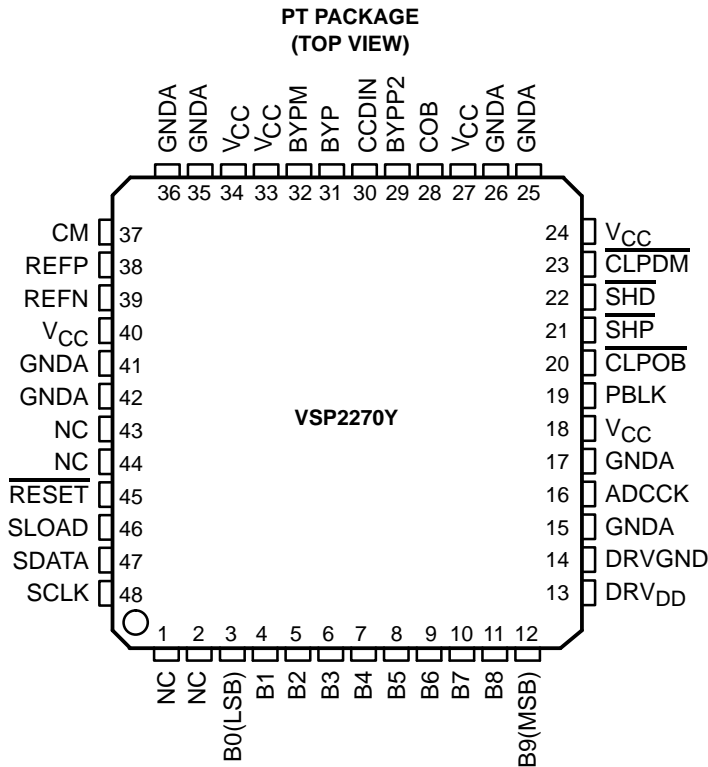 PT PACKAGE
(TOP VIEW)
GNDA
GNDA
VCC
VCC
BYPM
BYP
CCDIN
BYPP2
COB
VCC
GNDA
GNDA
36 35 34 33 32 31 30 29 28 27 26 25
CM 37
REFP 38
REFN 39
VCC 40
GNDA 41
GNDA 42
NC 43
NC 44
RESET 45
SLOAD 46
SDATA 47
SCLK 48
VSP2270Y
24 VCC
23 CLPDM
22 SHD
21 SHP
20 CLPOB
19 PBLK
18 VCC
17 GNDA
16 ADCCK
15 GNDA
14 DRVGND
13 DRVDD
1 2 3 4 5 6 7 8 9 10 11 12
NC
NC
B0(LSB)
B1
B2
B3
B4
B5
B6
B7
B8
B9(MSB)